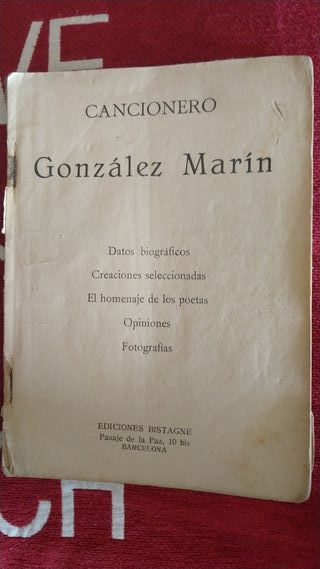 CANCIONERO
González Marín
Datos biográficos
Creaciones seleccionadas
El homenaje de los poetas
Opiniones
Fotografías
EDICIONES BISTAGNE
Pasaje de la Paz, 10 bis
BARCELONA